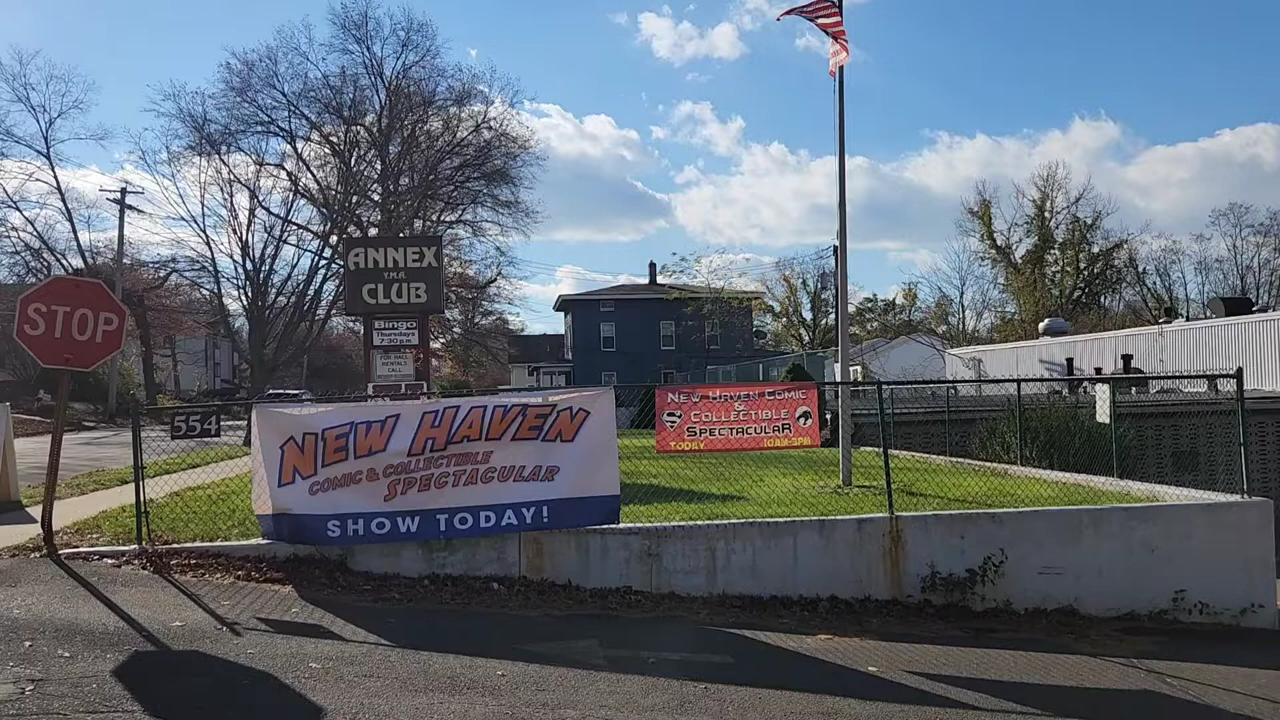 STOP
ANNEX
Y.M.A.
CLUB
Bingo
Thursdays
7:30 p.m.
FOR HALL
RENTALS
CALL
554
NEW HAVEN
COMIC & COLLECTIBLE
SPECTACULAR
SHOW TODAY!
NEW HAVEN COMIC
&
COLLECTIBLE
SPECTACULAR
TODAY 10AM-3PM